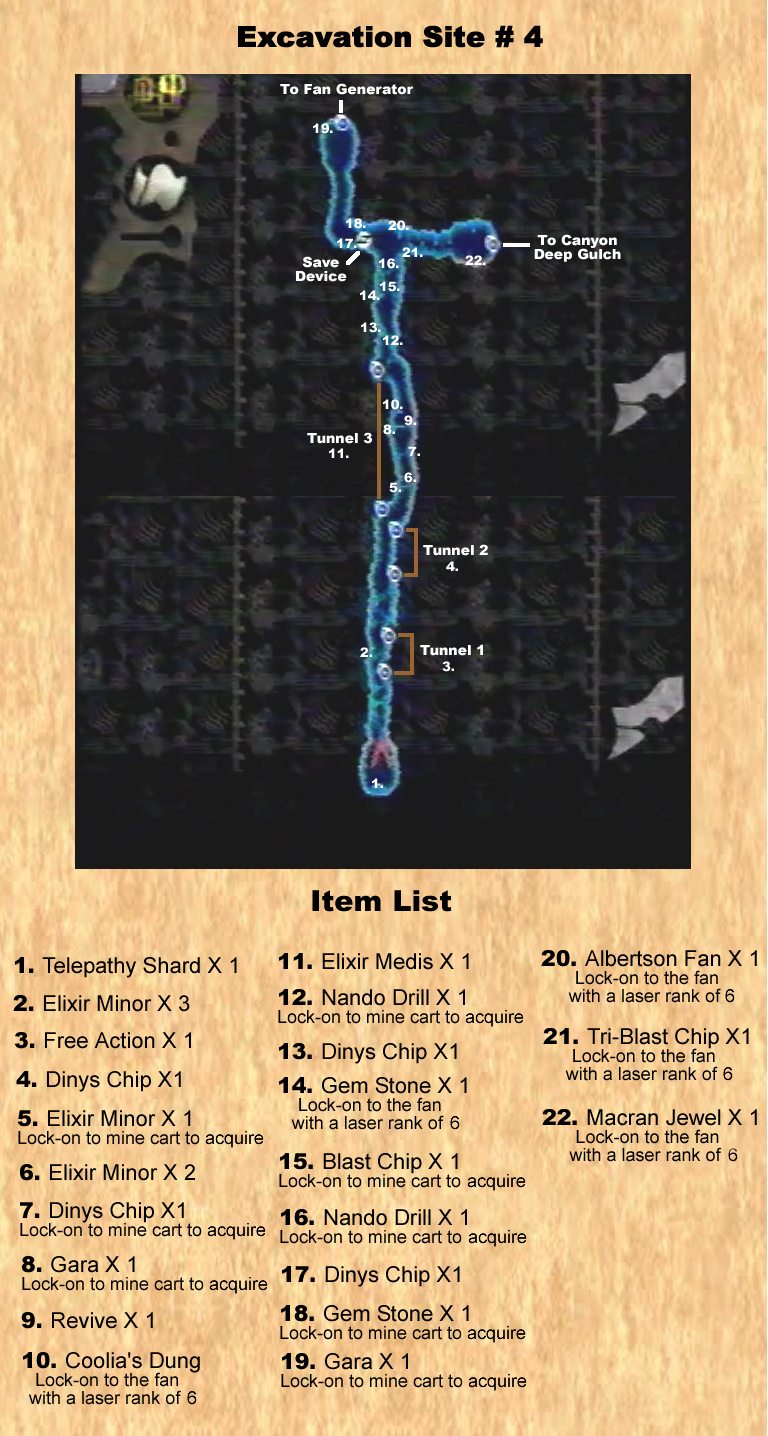 Excavation Site # 4
To Fan Generator
19.
18.
20.
17.
To Canyon
Deep Gulch
21.
22.
Save
Device
16.
15.
14.
13.
12.
10.
9.
8.
Tunnel 3
11.
7.
6.
5.
Tunnel 2
4.
2.
Tunnel 1
3.
1.
Item List
1. Telepathy Shard X 1
2. Elixir Minor X 3
3. Free Action X 1
4. Dinys Chip X1
5. Elixir Minor X 1
Lock-on to mine cart to acquire
6. Elixir Minor X 2
7. Dinys Chip X1
Lock-on to mine cart to acquire
8. Gara X 1
Lock-on to mine cart to acquire
9. Revive X 1
10. Coolia's Dung
Lock-on to the fan
with a laser rank of 6
11. Elixir Medis X 1
12. Nando Drill X 1
Lock-on to mine cart to acquire
13. Dinys Chip X1
14. Gem Stone X 1
Lock-on to the fan
with a laser rank of 6
15. Blast Chip X 1
Lock-on to mine cart to acquire
16. Nando Drill X 1
Lock-on to mine cart to acquire
17. Dinys Chip X1
18. Gem Stone X 1
Lock-on to mine cart to acquire
19. Gara X 1
Lock-on to mine cart to acquire
20. Albertson Fan X 1
Lock-on to the fan
with a laser rank of 6
21. Tri-Blast Chip X1
Lock-on to the fan
with a laser rank of 6
22. Macran Jewel X 1
Lock-on to the fan
with a laser rank of 6